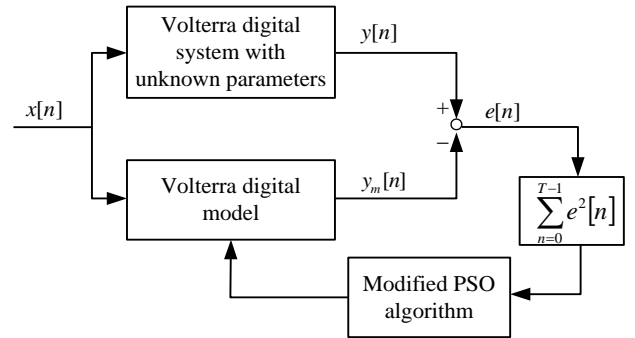 Volterra digital
system with
unknown parameters
y[n]
x[n]
+
e[n]
−
Volterra digital
model
y_m[n]
T−1
∑ e²[n]
n=0
Modified PSO
algorithm